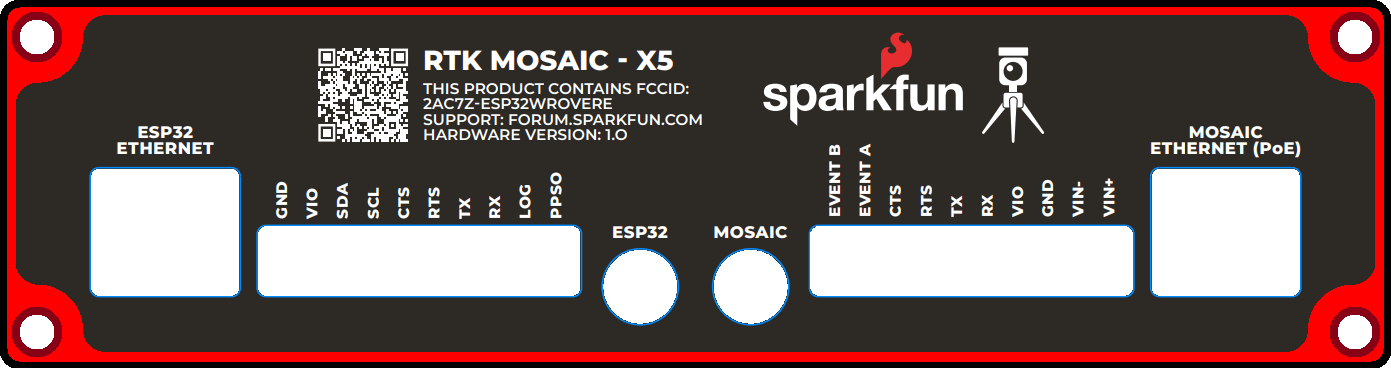 RTK MOSAIC - X5
THIS PRODUCT CONTAINS FCCID:
2AC7Z-ESP32WROVERE
SUPPORT: FORUM.SPARKFUN.COM
HARDWARE VERSION: 1.0
sparkfun
ESP32
ETHERNET
MOSAIC
ETHERNET (PoE)
GND
VIO
SDA
SCL
CTS
RTS
TX
RX
LOG
PPSO
ESP32
MOSAIC
EVENT B
EVENT A
CTS
RTS
TX
RX
VIO
GND
VIN-
VIN+